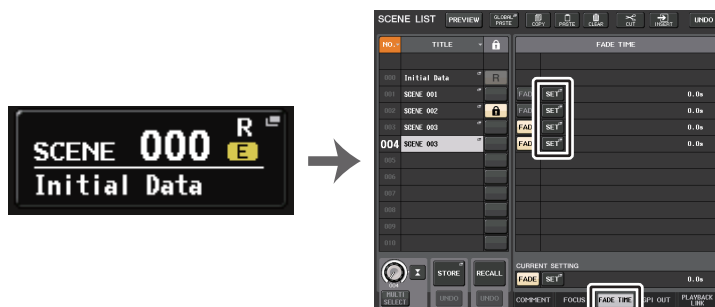 SCENE 000 R E
Initial Data
SCENE LIST PREVIEW GLOBAL PASTE COPY PASTE CLEAR CUT INSERT UNDO
NO. TITLE FADE TIME
000 Initial Data R
001 SCENE 001 FADE SET 0.0s
002 SCENE 002 FADE SET 0.0s
003 SCENE 003 FADE SET 0.0s
004 SCENE 003 FADE SET 0.0s
005
006
007
008
009
010
CURRENT SETTING
STORE RECALL FADE SET 0.0s
004
MULTI SELECT UNDO UNDO COMMENT FOCUS FADE TIME GPI OUT PLAYBACK LINK